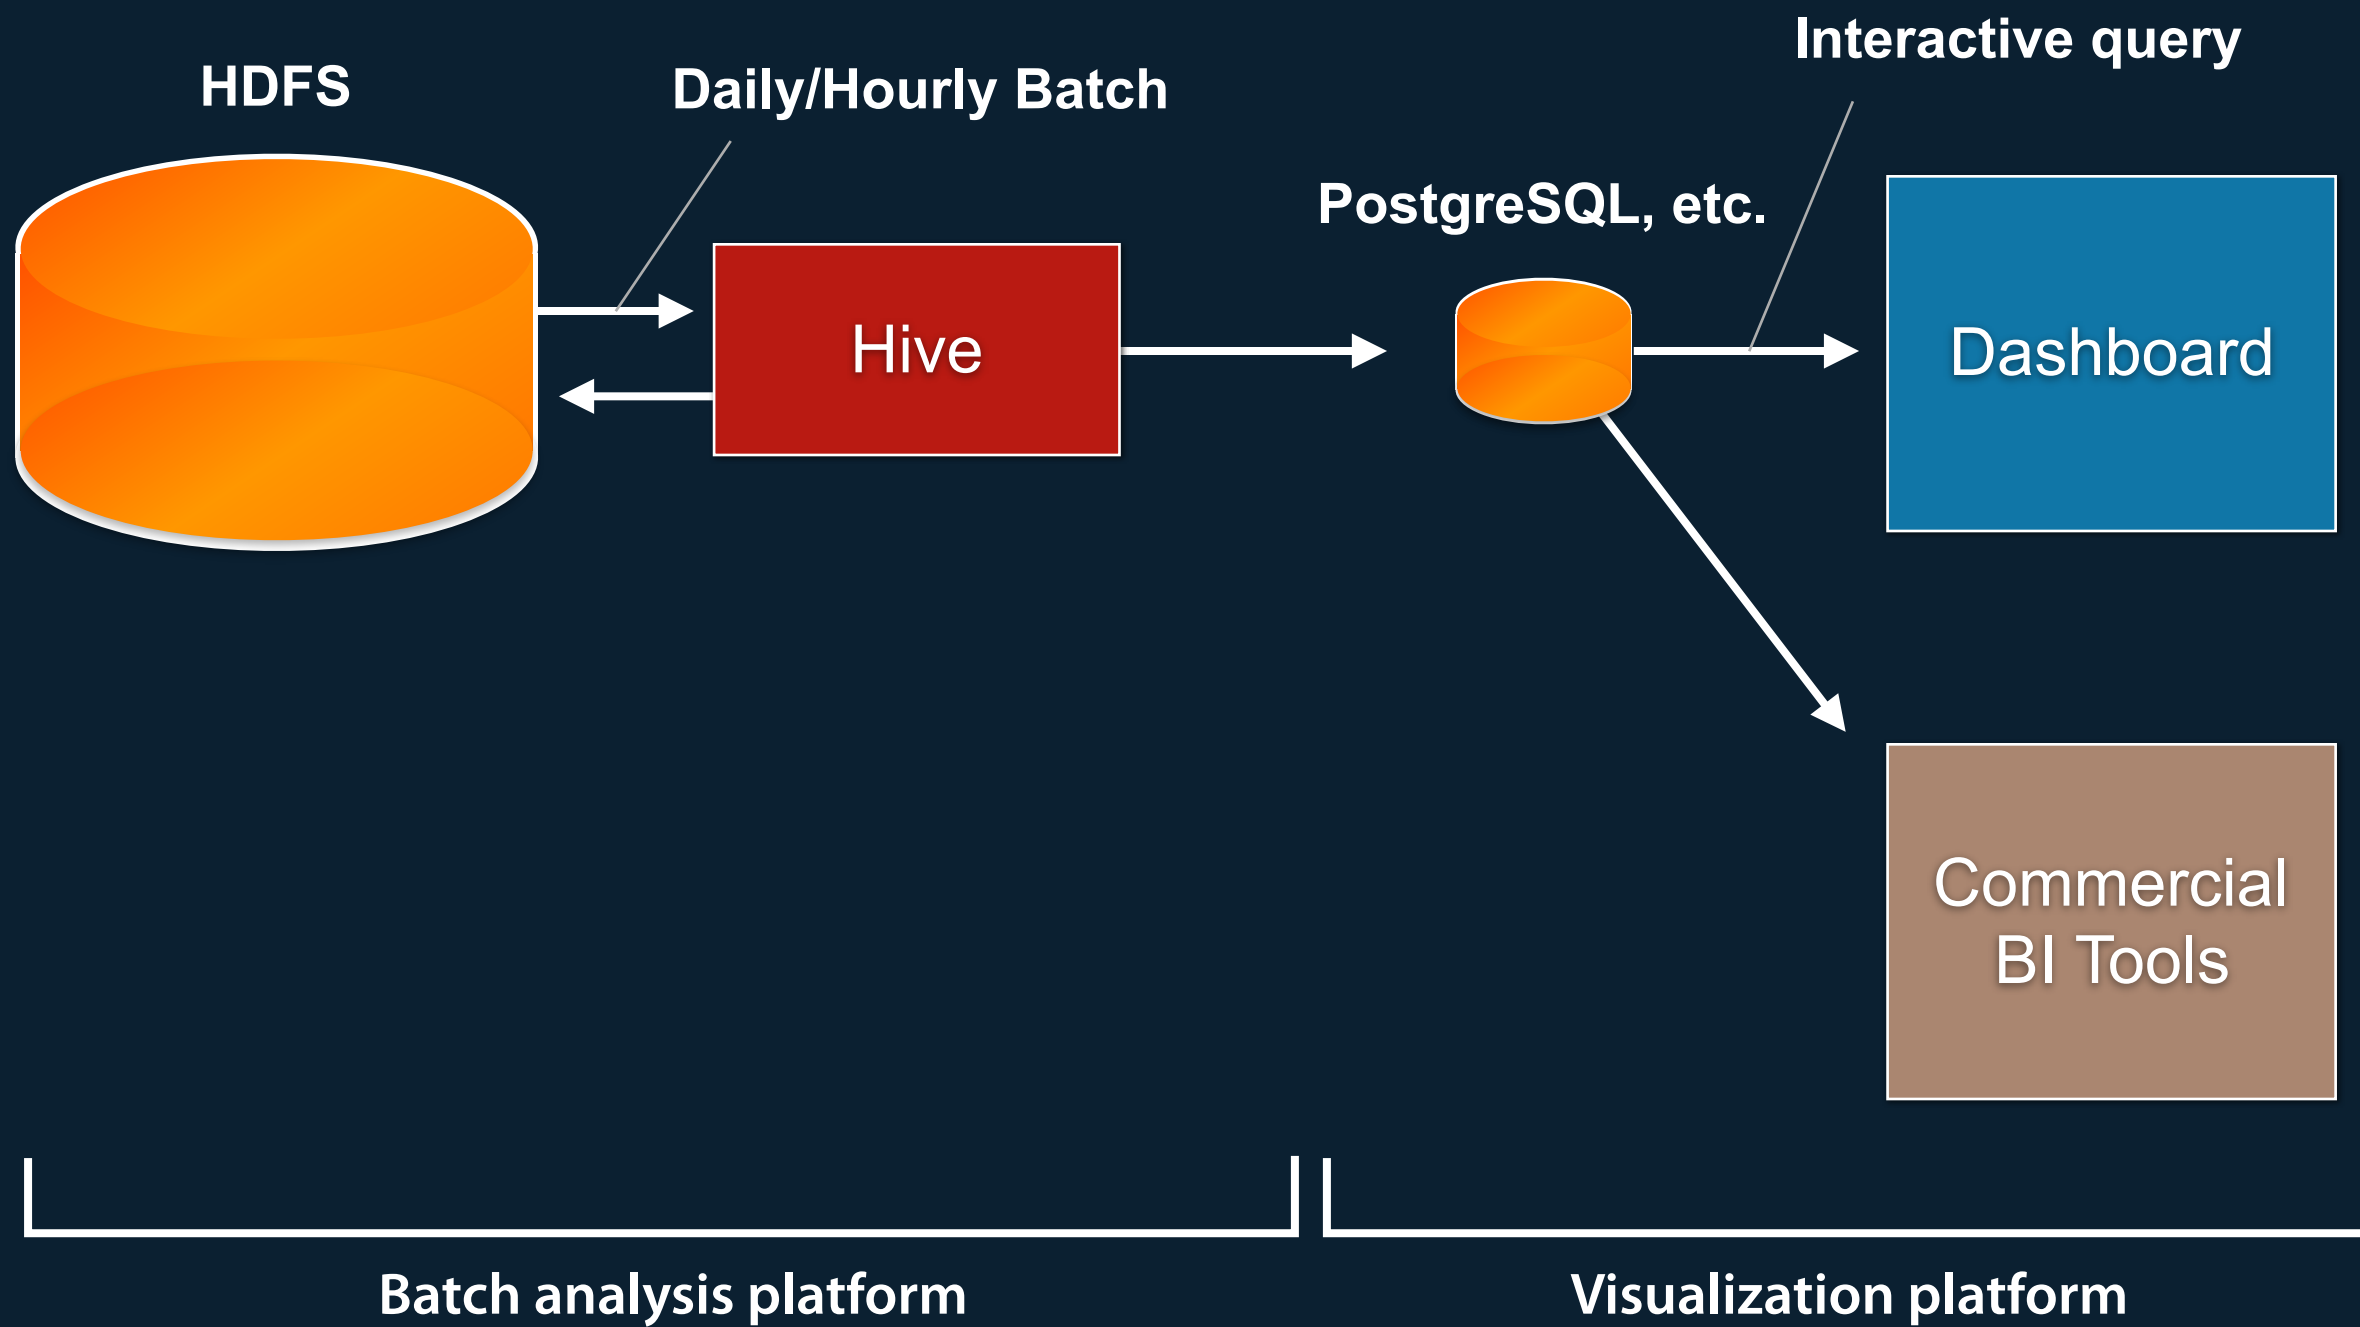 HDFS
Daily/Hourly Batch
Interactive query
PostgreSQL, etc.
Hive
Dashboard
Commercial
BI Tools
Batch analysis platform
Visualization platform